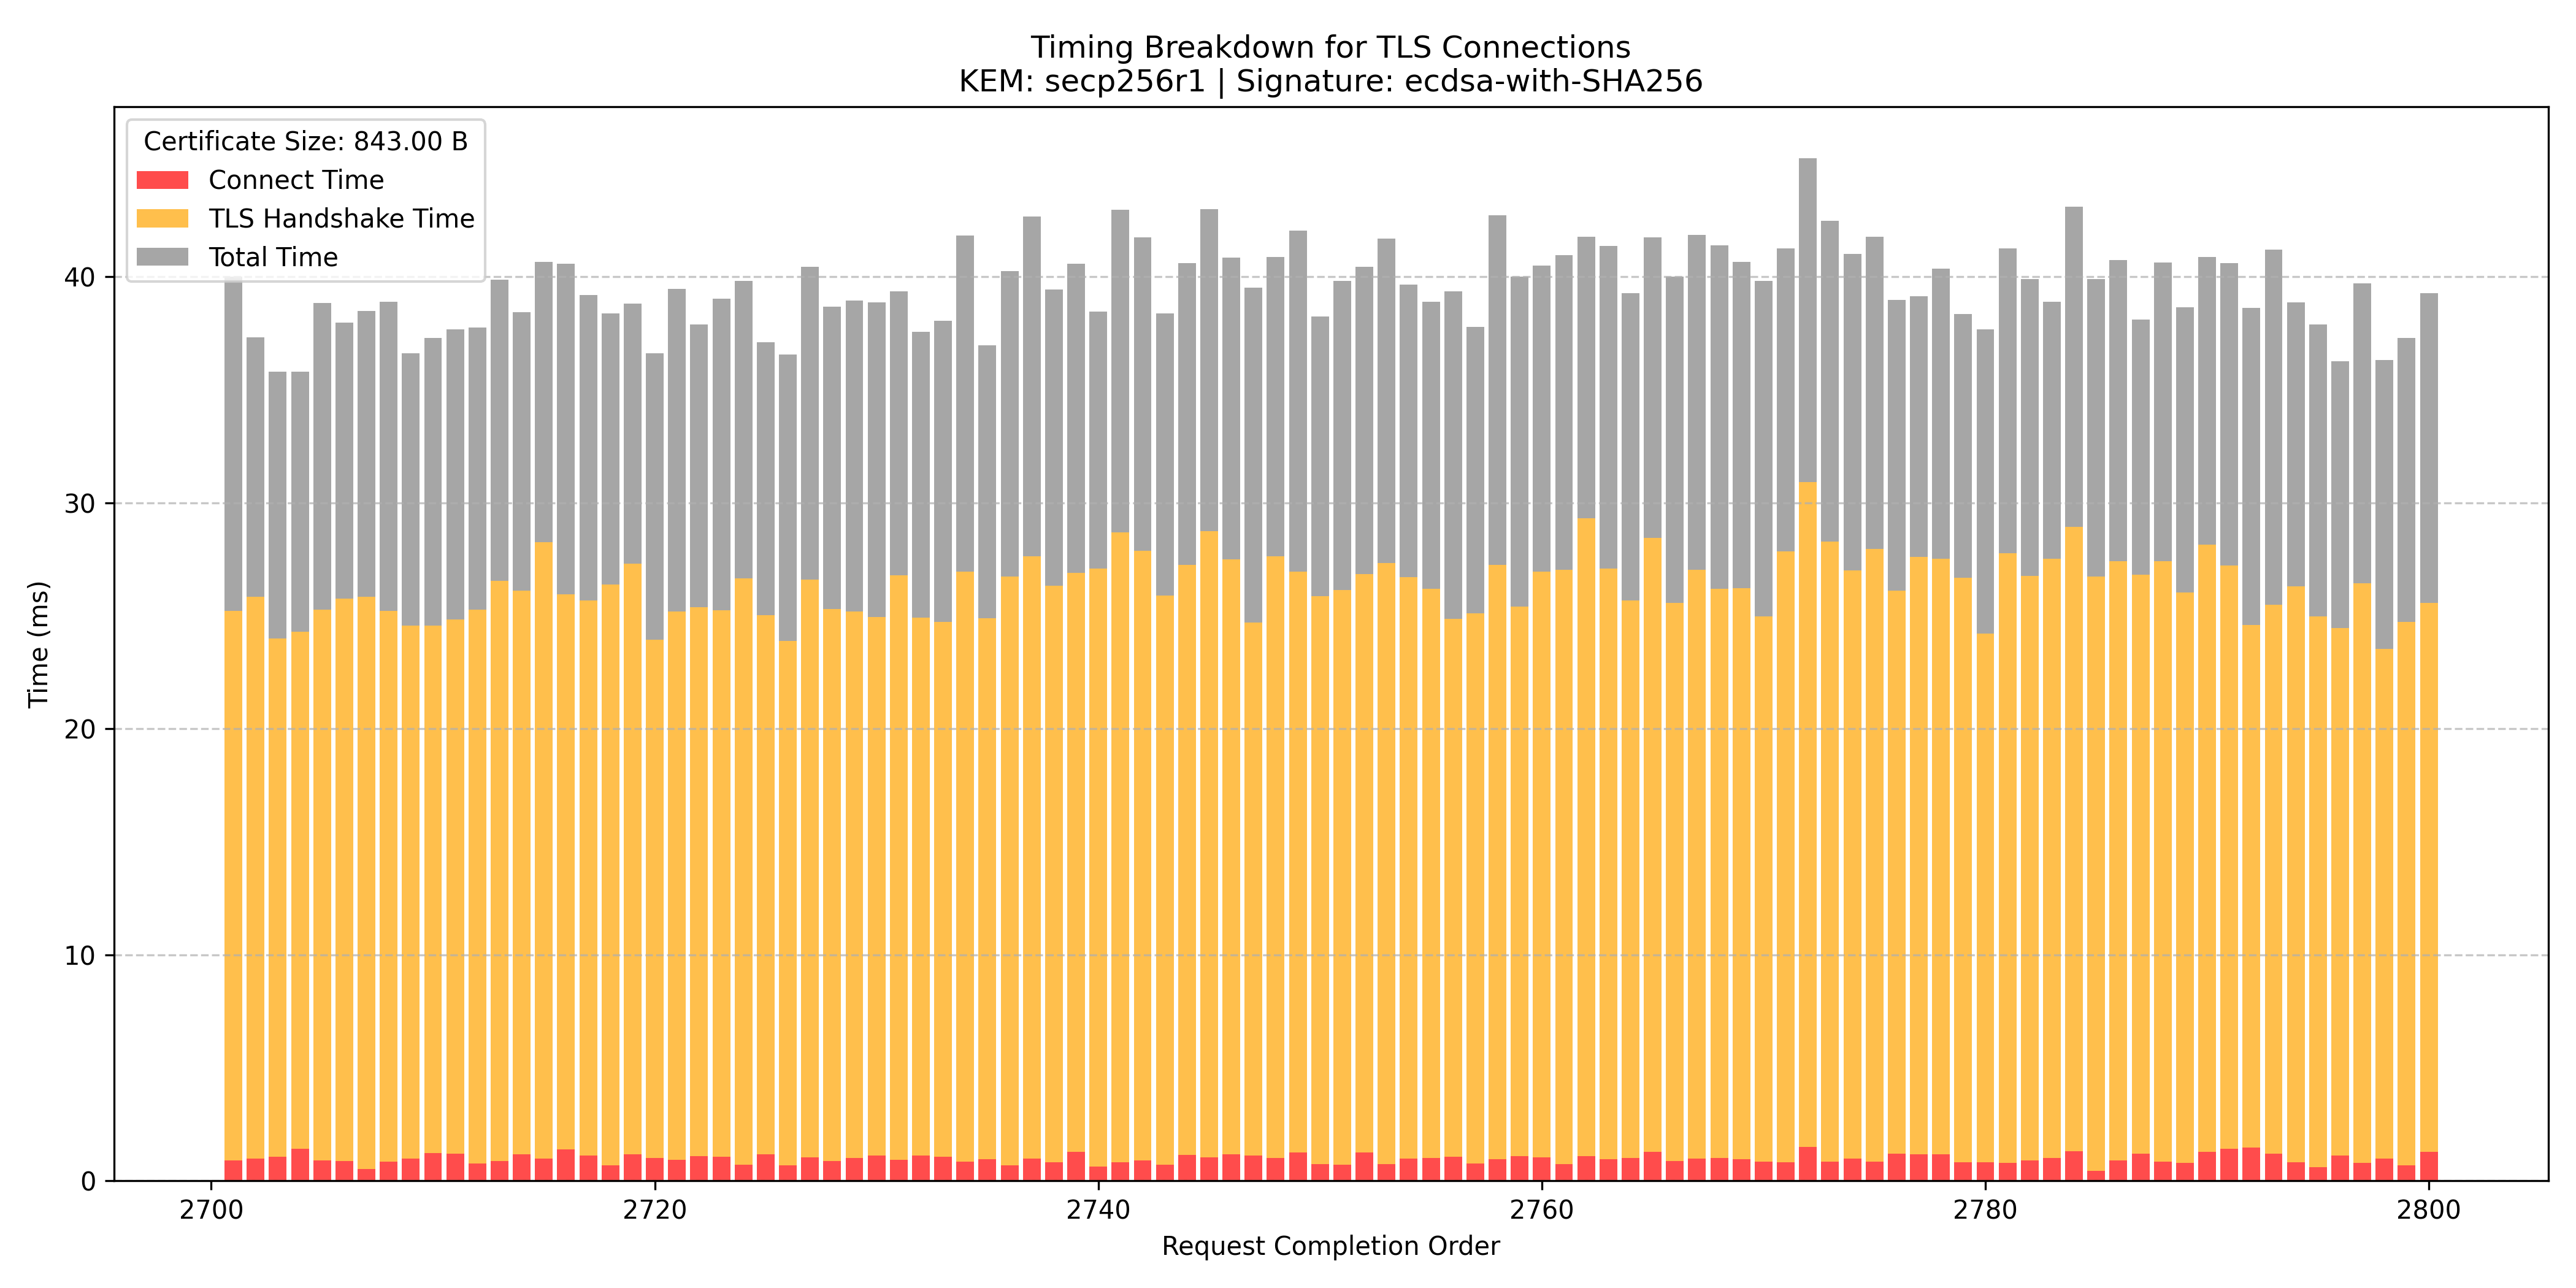 Timing Breakdown for TLS Connections
KEM: secp256r1 | Signature: ecdsa-with-SHA256
Certificate Size: 843.00 B
Connect Time
TLS Handshake Time
Total Time
Time (ms)
40
30
20
10
0
2700 2720 2740 2760 2780 2800
Request Completion Order